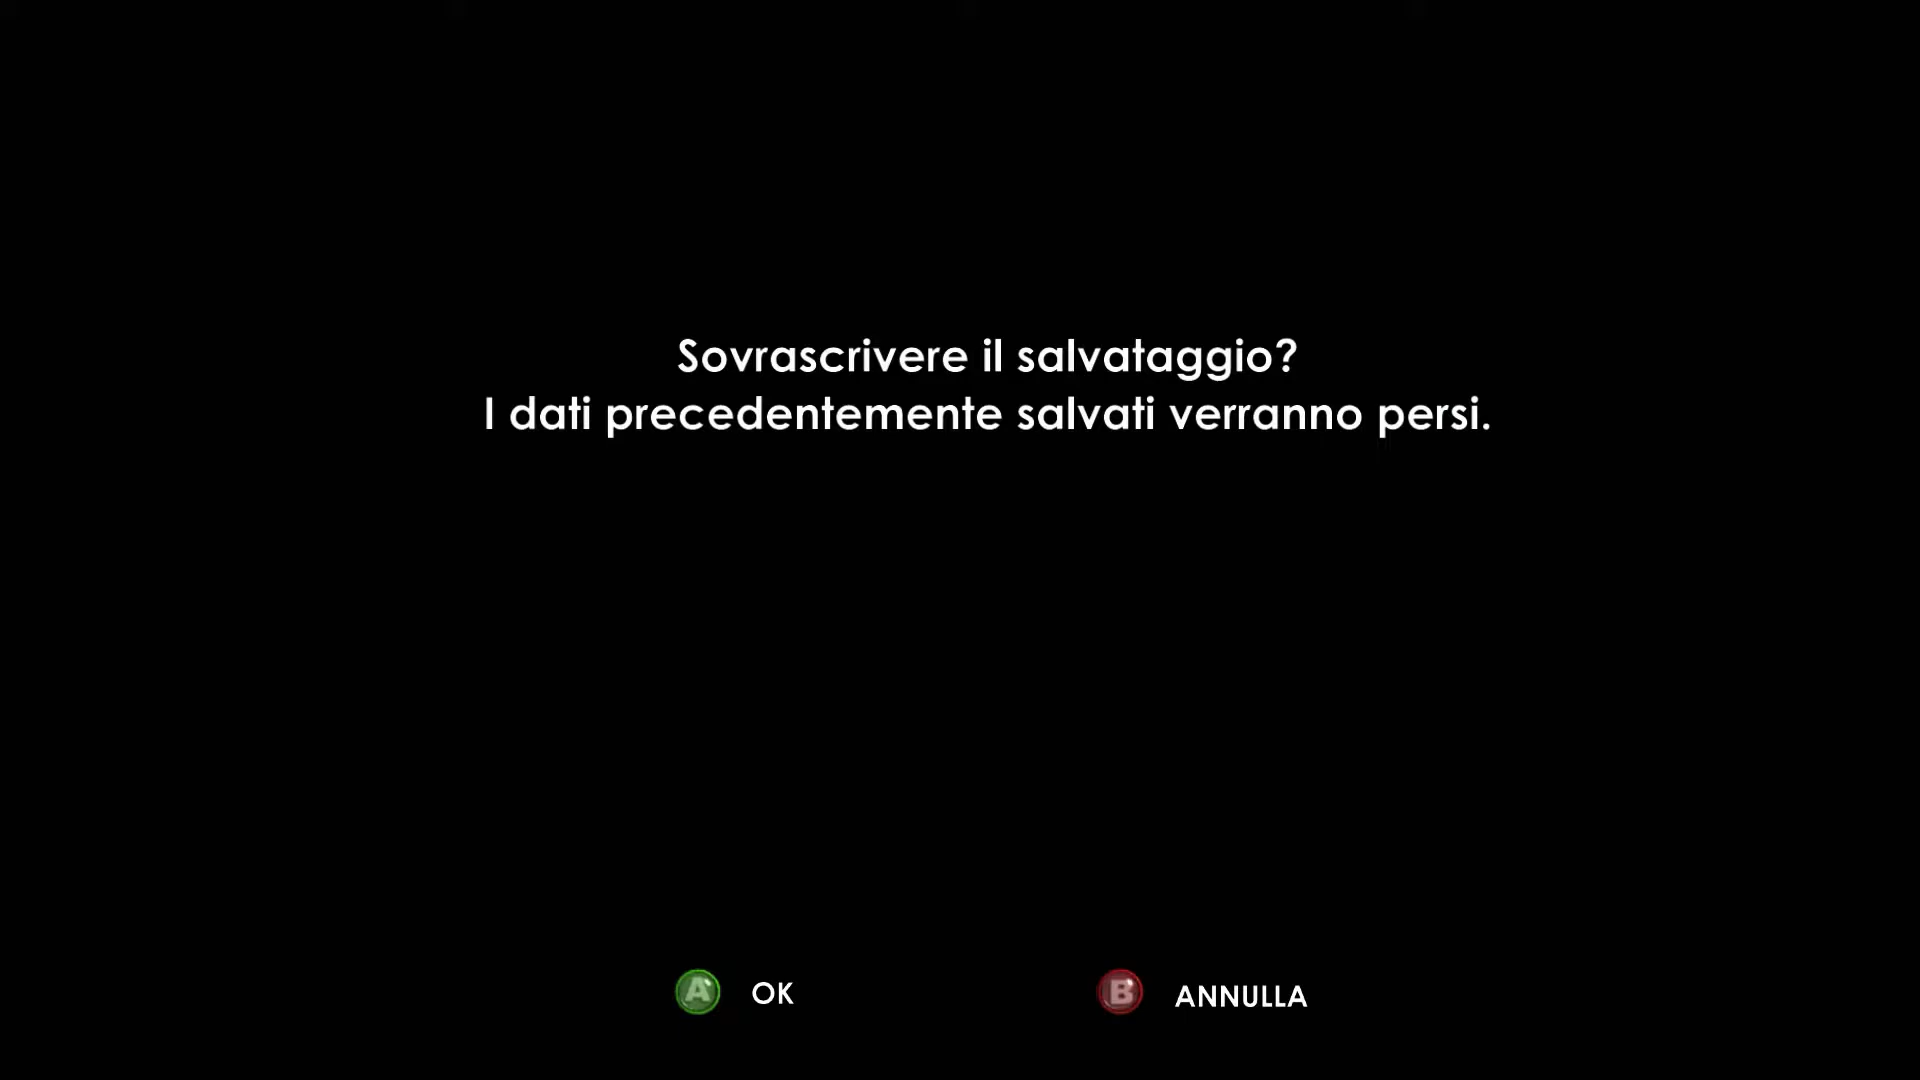 Sovrascrivere il salvataggio?
I dati precedentemente salvati verranno persi.
A OK B ANNULLA